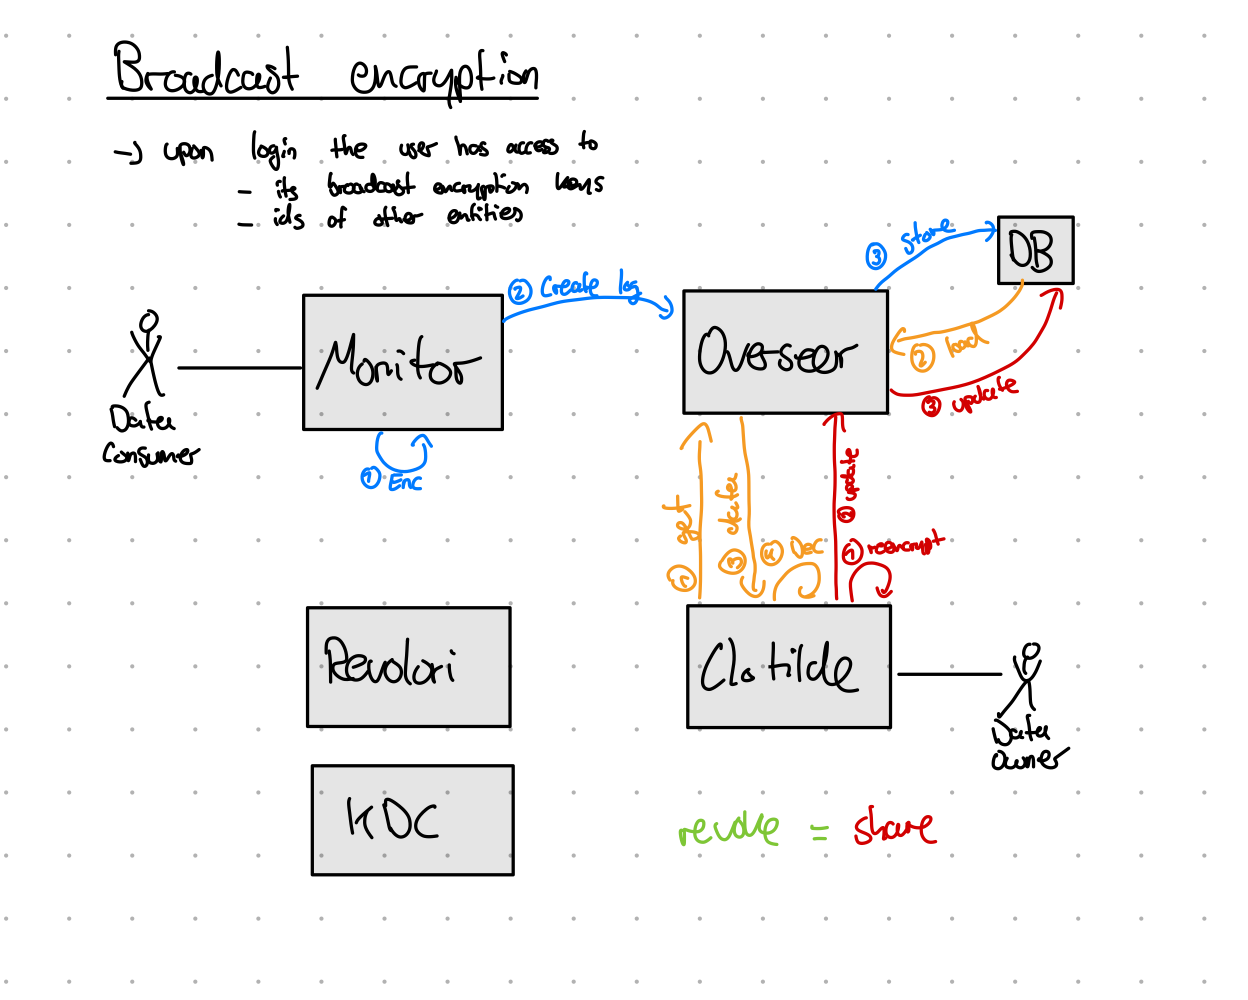 Broadcast encryption
→ upon login the user has access to
- its broadcast encryption keys
- ids of other entities
③ store
DB
② Create log
Monitor
Overseer
② load
③ update
Data
Consumer
① Enc
① get
③ data
④ Dec
② update
① reencrypt
Revolori
Clotilde
Data
Owner
KDC
revoke = share